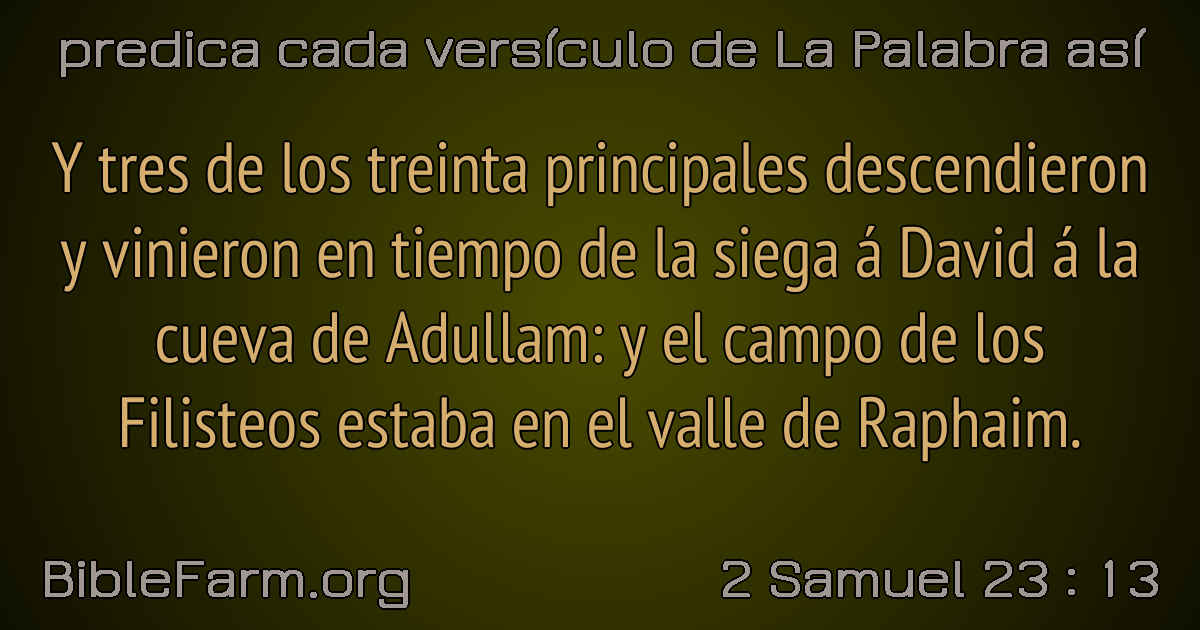 predica cada versículo de La Palabra así
Y tres de los treinta principales descendieron
y vinieron en tiempo de la siega á David á la
cueva de Adullam: y el campo de los
Filisteos estaba en el valle de Raphaim.
BibleFarm.org
2 Samuel 23 : 13